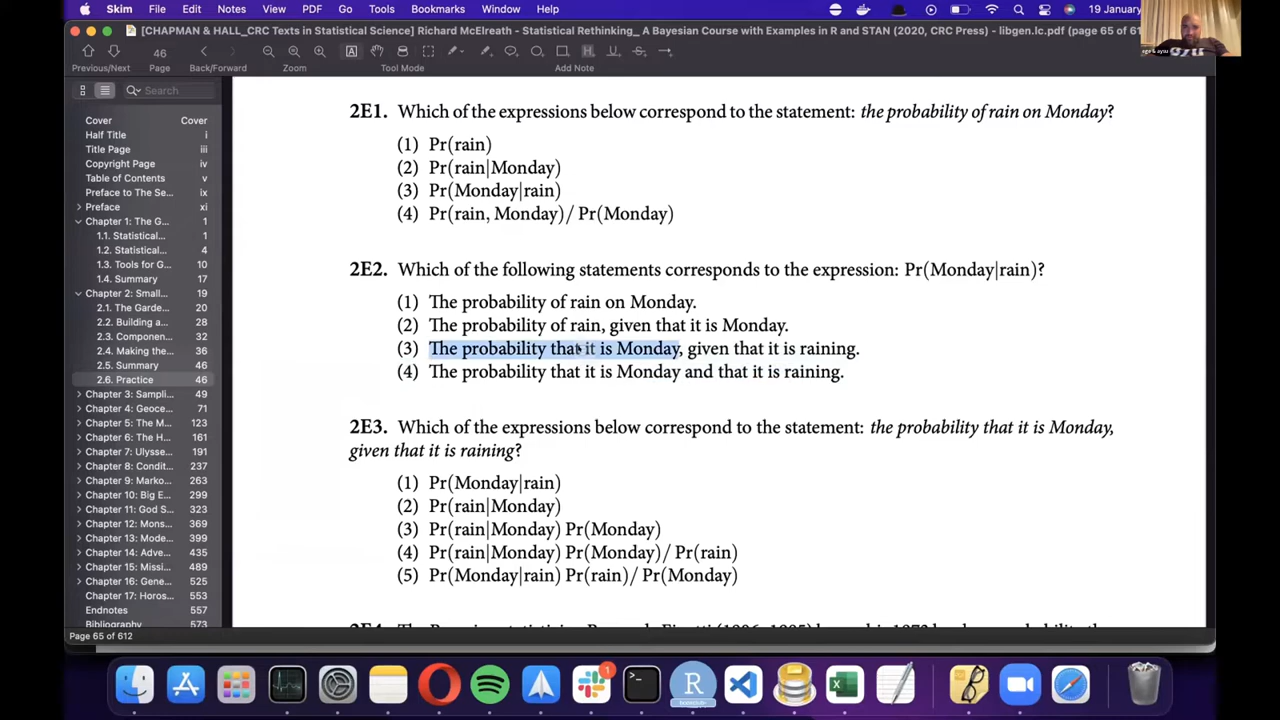 Skim File Edit Notes View Go Tools Bookmarks Window Help 19 January
[CHAPMAN & HALL_CRC Texts in Statistical Science] Richard McElreath - Statistical Rethinking_ A Bayesian Course with Examples in R and STAN (2020, CRC Press) - libgen.lc.pdf (page 65 of 61
46
Previous/Next Page Back/Forward Zoom Tool Mode Add Note
Search
Cover Cover
Half Title i
Title Page iii
Copyright Page iv
Table of Contents v
Preface to The Se... ix
Preface xi
Chapter 1: The G... 1
1.1. Statistical... 1
1.2. Statistical... 4
1.3. Tools for G... 10
1.4. Summary 17
Chapter 2: Small... 19
2.1. The Garde... 20
2.2. Building a... 28
2.3. Componen... 32
2.4. Making the... 36
2.5. Summary 46
2.6. Practice 46
Chapter 3: Sampli... 49
Chapter 4: Geoce... 71
Chapter 5: The M... 123
Chapter 6: The H... 161
Chapter 7: Ulysse... 191
Chapter 8: Condit... 237
Chapter 9: Marko... 263
Chapter 10: Big E... 299
Chapter 11: God S... 323
Chapter 12: Mons... 369
Chapter 13: Mode... 399
Chapter 14: Adve... 435
Chapter 15: Missi... 489
Chapter 16: Gene... 525
Chapter 17: Horos... 553
Endnotes 557
Bibliography 573
Page 65 of 612
2E1. Which of the expressions below correspond to the statement: the probability of rain on Monday?
(1) Pr(rain)
(2) Pr(rain|Monday)
(3) Pr(Monday|rain)
(4) Pr(rain, Monday)/ Pr(Monday)
2E2. Which of the following statements corresponds to the expression: Pr(Monday|rain)?
(1) The probability of rain on Monday.
(2) The probability of rain, given that it is Monday.
(3) The probability that it is Monday, given that it is raining.
(4) The probability that it is Monday and that it is raining.
2E3. Which of the expressions below correspond to the statement: the probability that it is Monday,
given that it is raining?
(1) Pr(Monday|rain)
(2) Pr(rain|Monday)
(3) Pr(rain|Monday) Pr(Monday)
(4) Pr(rain|Monday) Pr(Monday)/ Pr(rain)
(5) Pr(Monday|rain) Pr(rain)/ Pr(Monday)
1
R